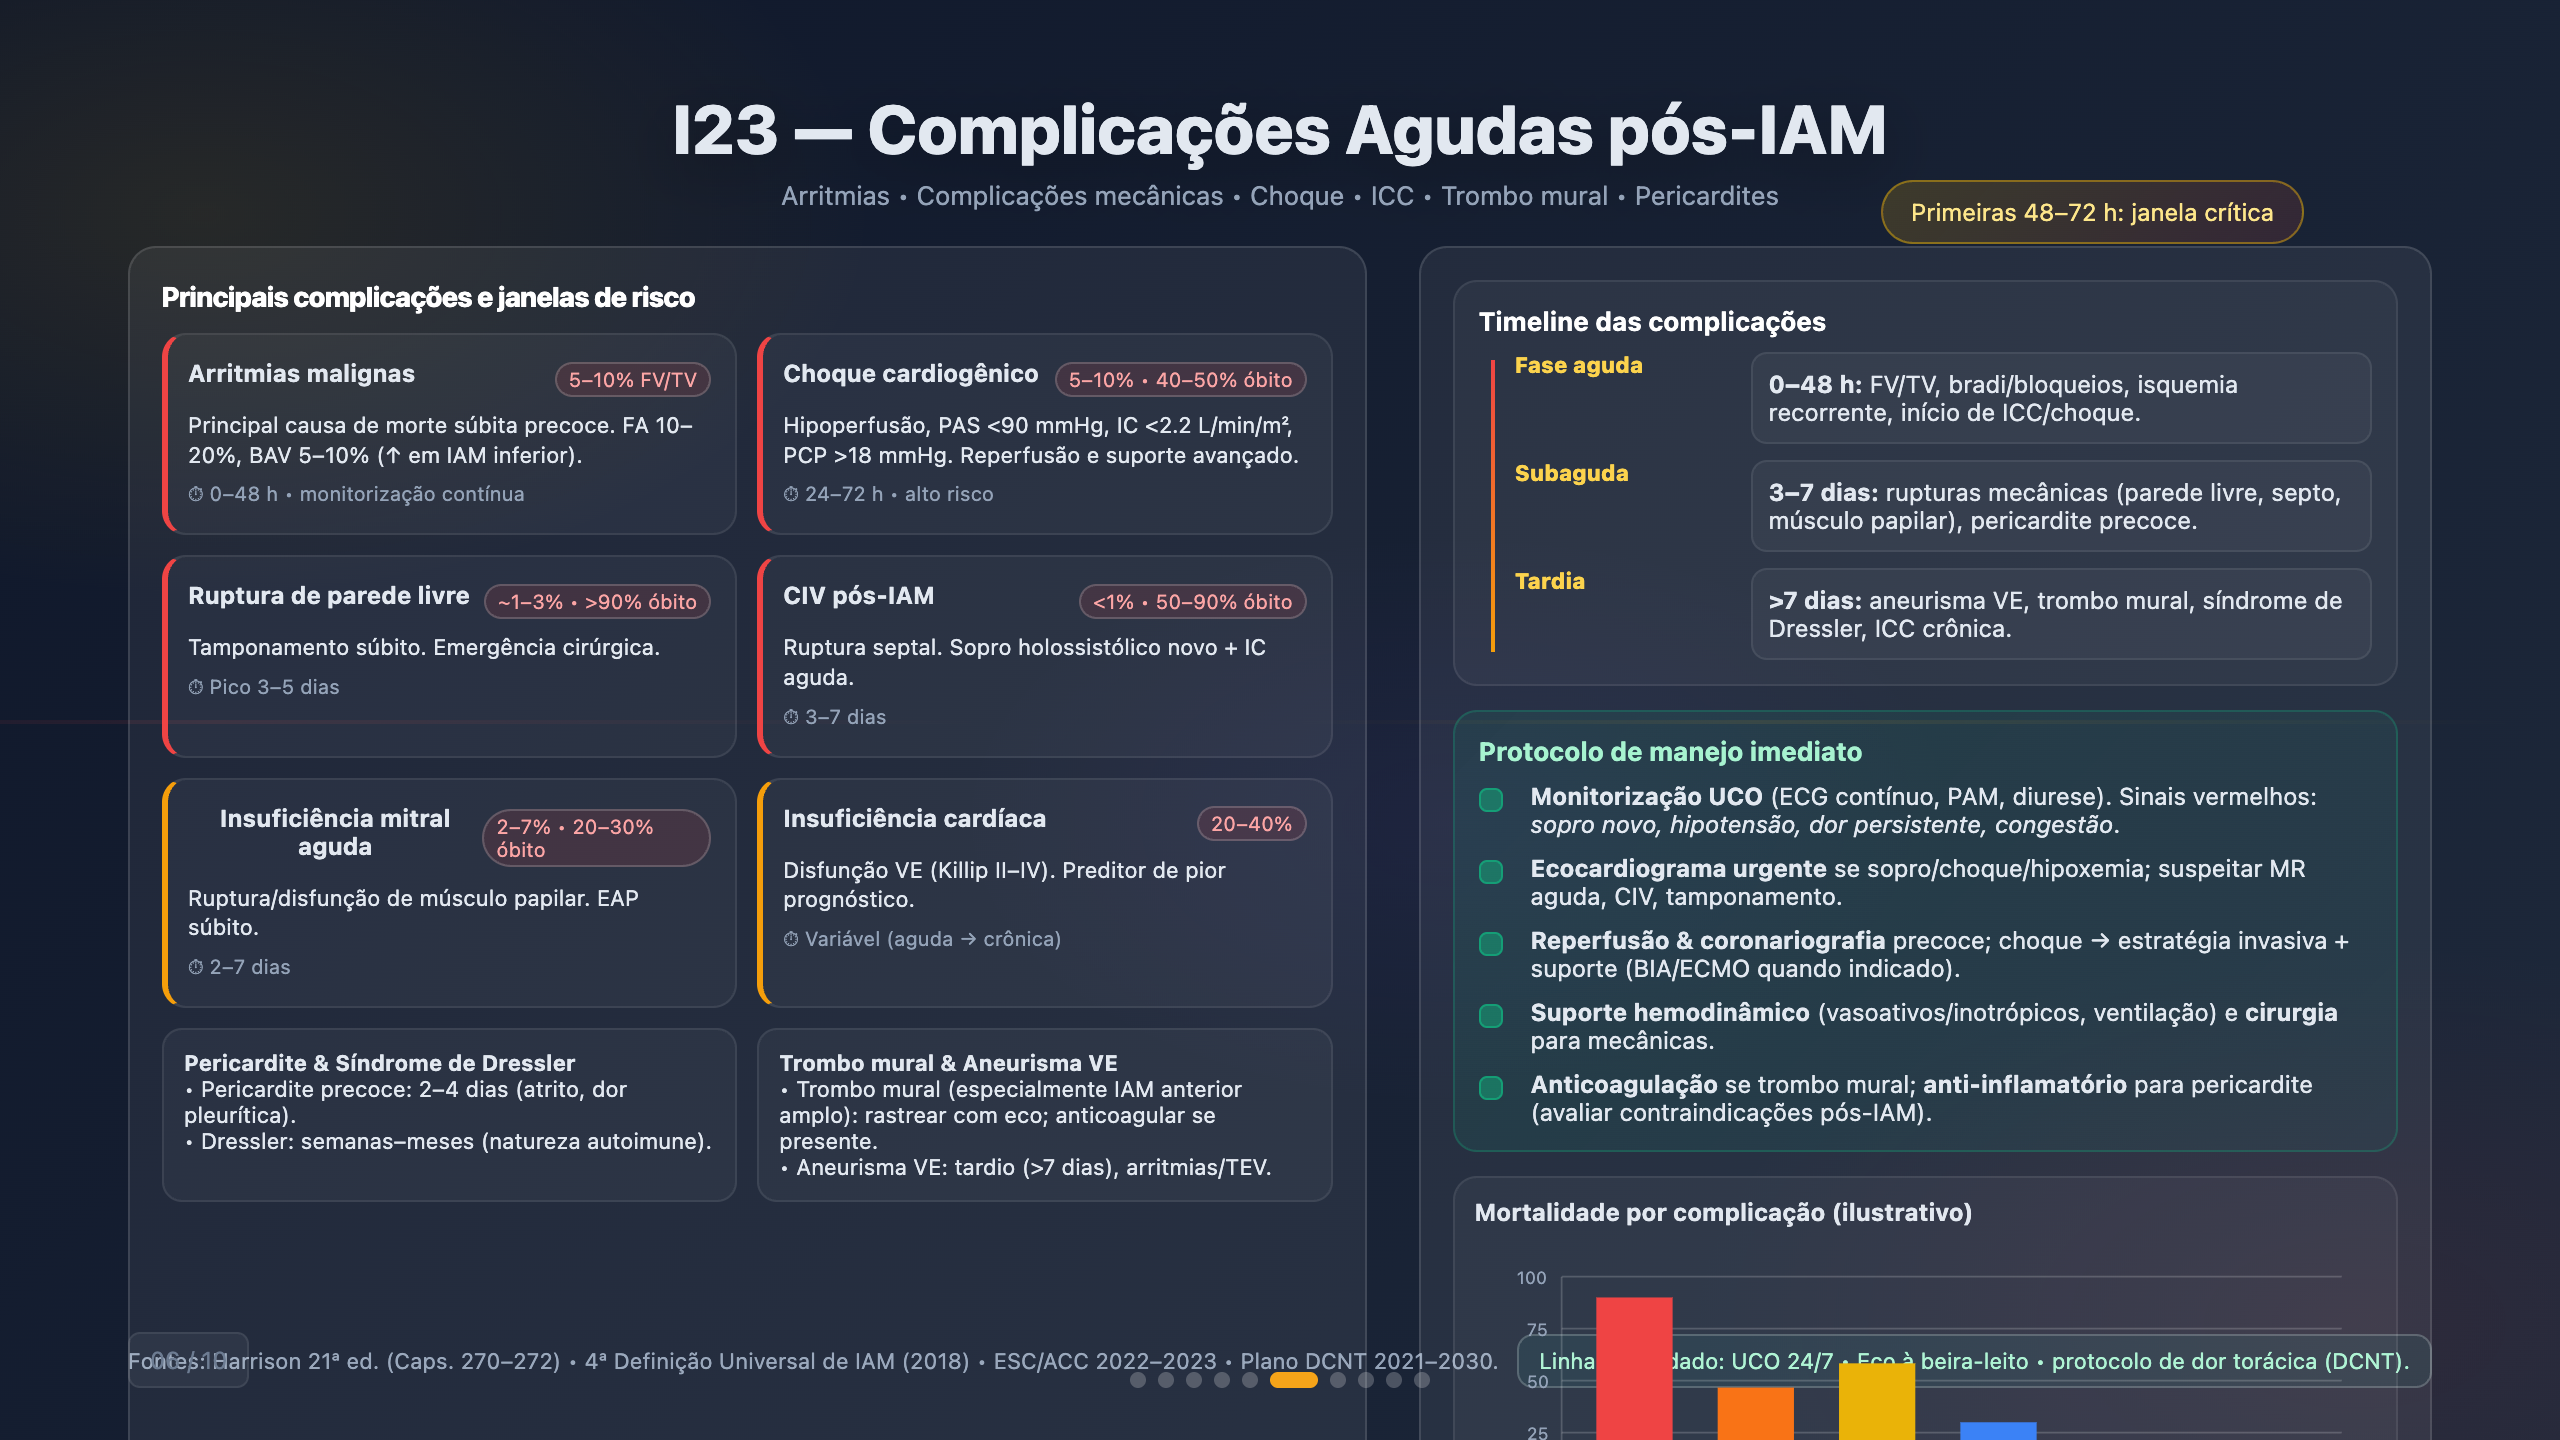 I23 — Complicações Agudas pós-IAM
Arritmias • Complicações mecânicas • Choque • ICC • Trombo mural • Pericardites
Primeiras 48–72 h: janela crítica
Principais complicações e janelas de risco
Arritmias malignas
5–10% FV/TV
Principal causa de morte súbita precoce. FA 10–
20%, BAV 5–10% (↑ em IAM inferior).
⏱ 0–48 h • monitorização contínua
Choque cardiogênico
5–10% • 40–50% óbito
Hipoperfusão, PAS <90 mmHg, IC <2.2 L/min/m²,
PCP >18 mmHg. Reperfusão e suporte avançado.
⏱ 24–72 h • alto risco
Ruptura de parede livre
~1–3% • >90% óbito
Tamponamento súbito. Emergência cirúrgica.
⏱ Pico 3–5 dias
CIV pós-IAM
<1% • 50–90% óbito
Ruptura septal. Sopro holossistólico novo + IC
aguda.
⏱ 3–7 dias
Insuficiência mitral
aguda
2–7% • 20–30%
óbito
Ruptura/disfunção de músculo papilar. EAP
súbito.
⏱ 2–7 dias
Insuficiência cardíaca
20–40%
Disfunção VE (Killip II–IV). Preditor de pior
prognóstico.
⏱ Variável (aguda → crônica)
Pericardite & Síndrome de Dressler
• Pericardite precoce: 2–4 dias (atrito, dor
pleurítica).
• Dressler: semanas–meses (natureza autoimune).
Trombo mural & Aneurisma VE
• Trombo mural (especialmente IAM anterior
amplo): rastrear com eco; anticoagular se
presente.
• Aneurisma VE: tardio (>7 dias), arritmias/TEV.
Timeline das complicações
Fase aguda
0–48 h: FV/TV, bradi/bloqueios, isquemia
recorrente, início de ICC/choque.
Subaguda
3–7 dias: rupturas mecânicas (parede livre, septo,
músculo papilar), pericardite precoce.
Tardia
>7 dias: aneurisma VE, trombo mural, síndrome de
Dressler, ICC crônica.
Protocolo de manejo imediato
Monitorização UCO (ECG contínuo, PAM, diurese). Sinais vermelhos:
sopro novo, hipotensão, dor persistente, congestão.
Ecocardiograma urgente se sopro/choque/hipoxemia; suspeitar MR
aguda, CIV, tamponamento.
Reperfusão & coronariografia precoce; choque → estratégia invasiva +
suporte (BIA/ECMO quando indicado).
Suporte hemodinâmico (vasoativos/inotrópicos, ventilação) e cirurgia
para mecânicas.
Anticoagulação se trombo mural; anti-inflamatório para pericardite
(avaliar contraindicações pós-IAM).
Mortalidade por complicação (ilustrativo)
100
75
50
25
06 / 10
Fontes: Harrison 21ª ed. (Caps. 270–272) • 4ª Definição Universal de IAM (2018) • ESC/ACC 2022–2023 • Plano DCNT 2021–2030.
Linha dado: UCO 24/7 • Eco à beira-leito • protocolo de dor torácica (DCNT).